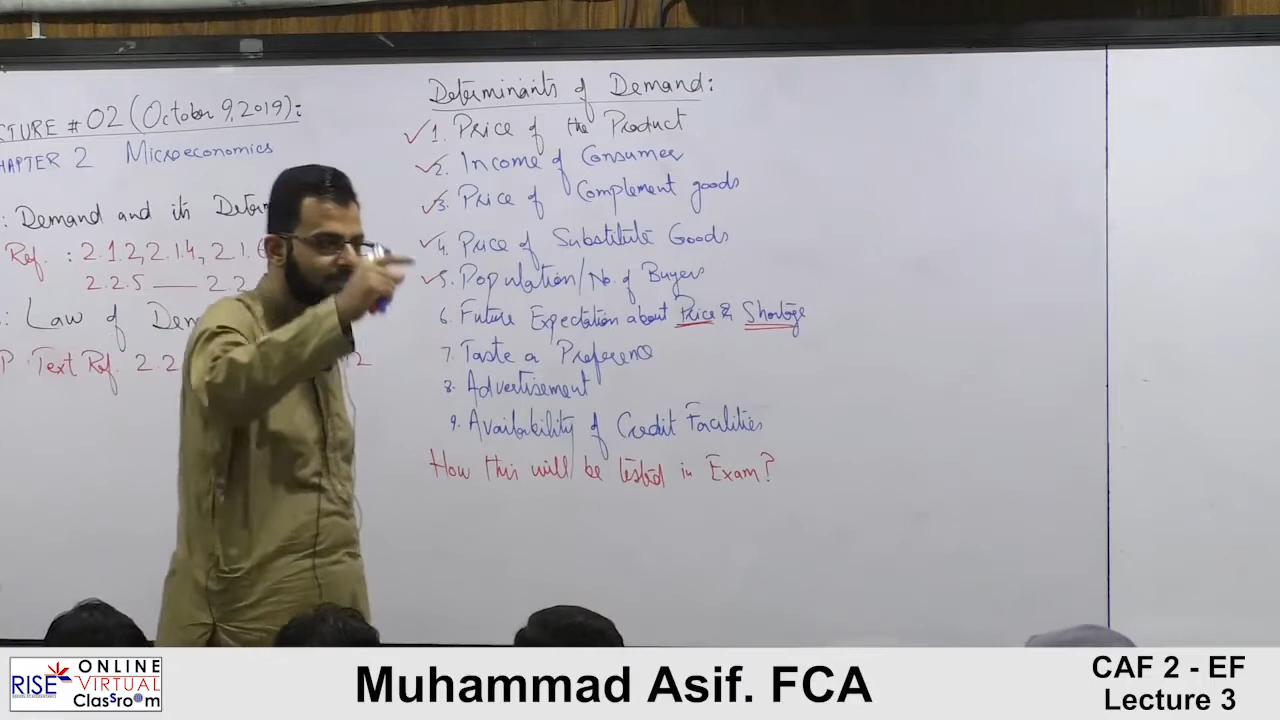 CTURE # 02 (October 9, 2019):
HAPTER 2 Microeconomics
: Demand and its Deter
Ref. : 2.1.2, 2.1.4, 2.1.6
2.2.5 — 2.2
: Law of Dem
P Text Ref. 2.2 2
Determinants of Demand:
1. Price of the Product
2. Income of Consumer
3. Price of Complement goods
4. Price of Substitute Goods
5. Population/No. of Buyers
6. Future Expectation about Price & Shortage
7. Taste or Preference
8. Advertisement
9. Availability of Credit Facilities
How this will be tested in Exam?
RISE
ONLINE
VIRTUAL
Classroom
Muhammad Asif. FCA
CAF 2 - EF
Lecture 3